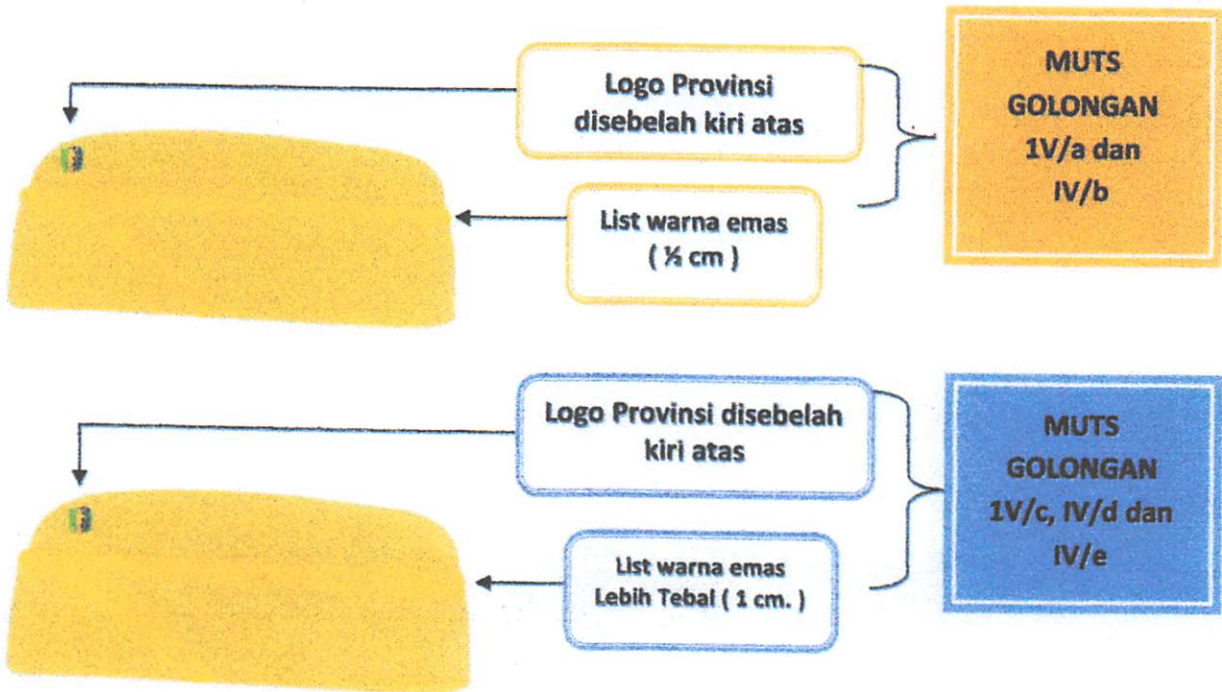 Logo Provinsi
disebelah kiri atas
List warna emas
( ½ cm )
MUTS
GOLONGAN
1V/a dan
IV/b
Logo Provinsi disebelah
kiri atas
List warna emas
Lebih Tebal ( 1 cm. )
MUTS
GOLONGAN
1V/c, IV/d dan
IV/e